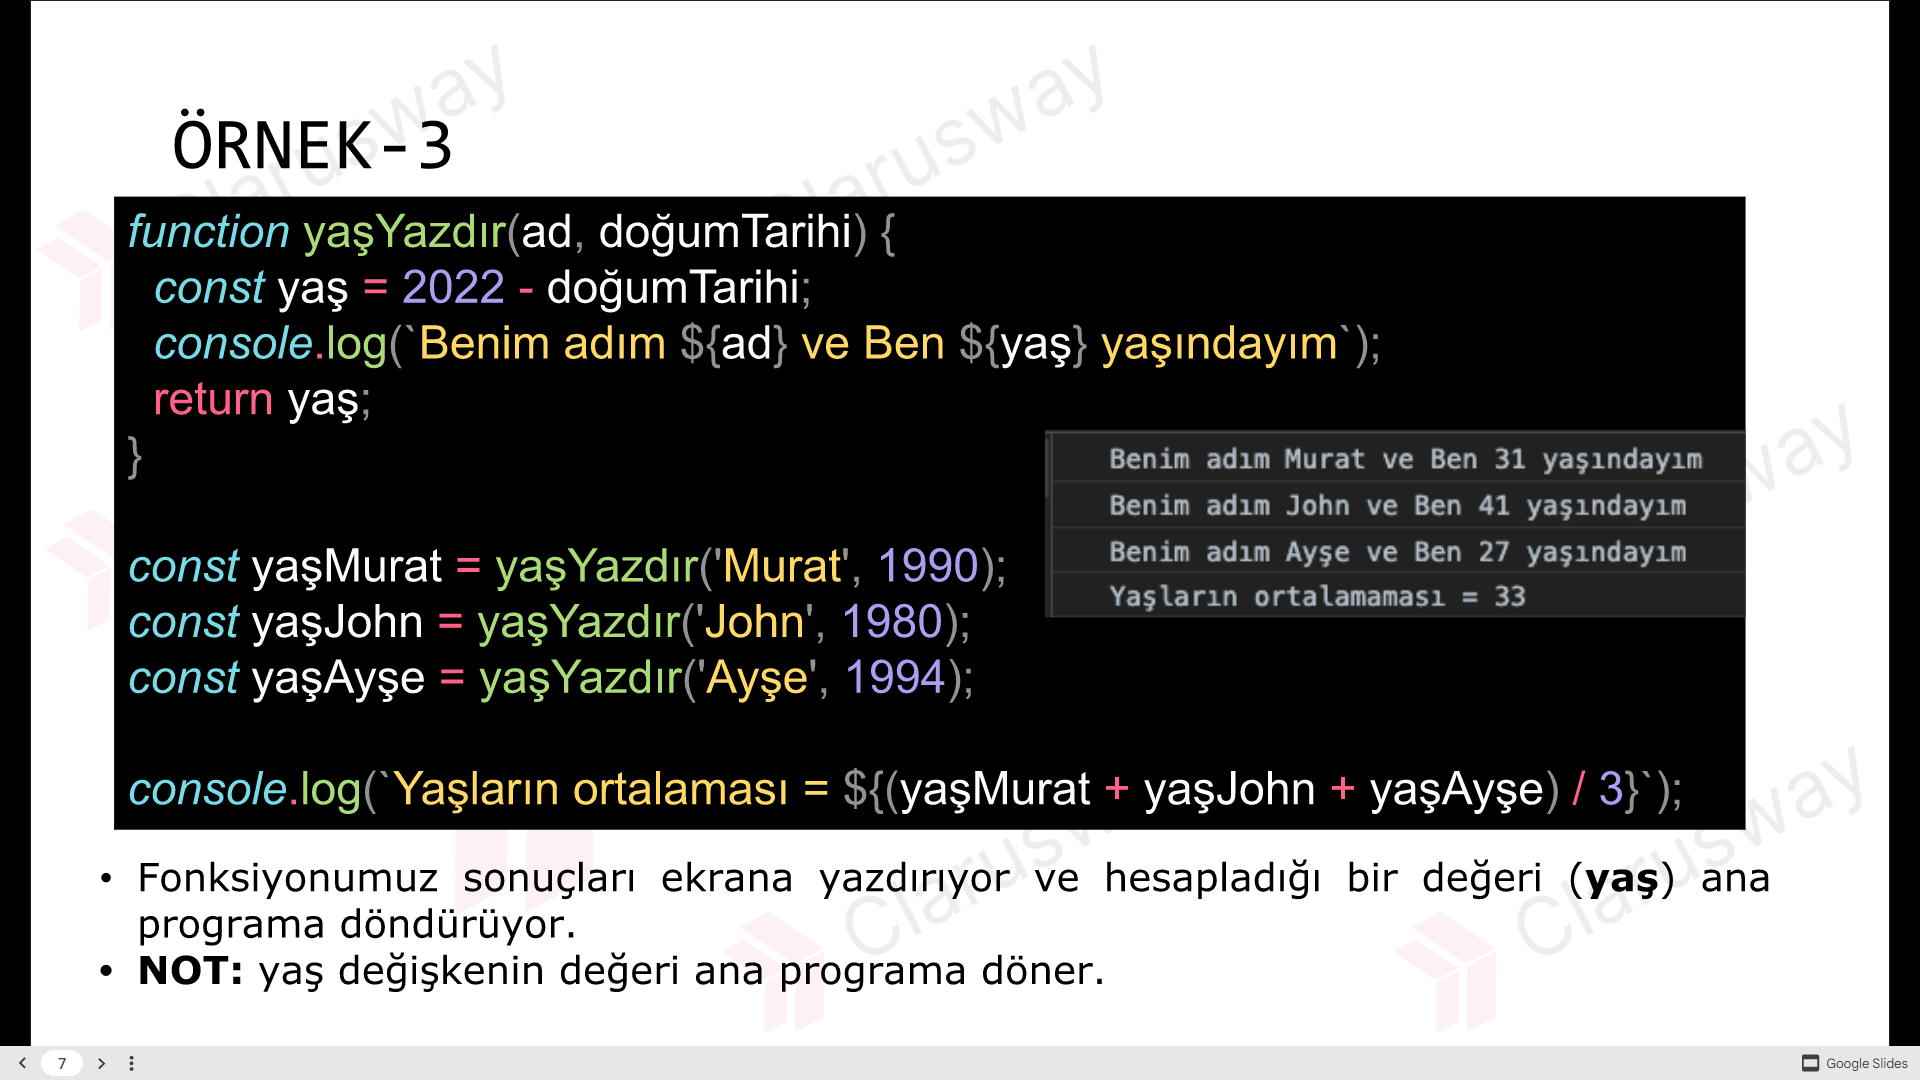 ÖRNEK-3
function yaşYazdır(ad, doğumTarihi) {
const yaş = 2022 - doğumTarihi;
console.log(`Benim adım ${ad} ve Ben ${yaş} yaşındayım`);
return yaş;
}
const yaşMurat = yaşYazdır('Murat', 1990);
const yaşJohn = yaşYazdır('John', 1980);
const yaşAyşe = yaşYazdır('Ayşe', 1994);
console.log(`Yaşların ortalaması = ${(yaşMurat + yaşJohn + yaşAyşe) / 3}`);
Benim adım Murat ve Ben 31 yaşındayım
Benim adım John ve Ben 41 yaşındayım
Benim adım Ayşe ve Ben 27 yaşındayım
Yaşların ortalamaması = 33
• Fonksiyonumuz sonuçları ekrana yazdırıyor ve hesapladığı bir değeri (yaş) ana
programa döndürüyor.
• NOT: yaş değişkenin değeri ana programa döner.
Clarusway
Clarusway
Clarusway
Clarusway
7
Google Slides